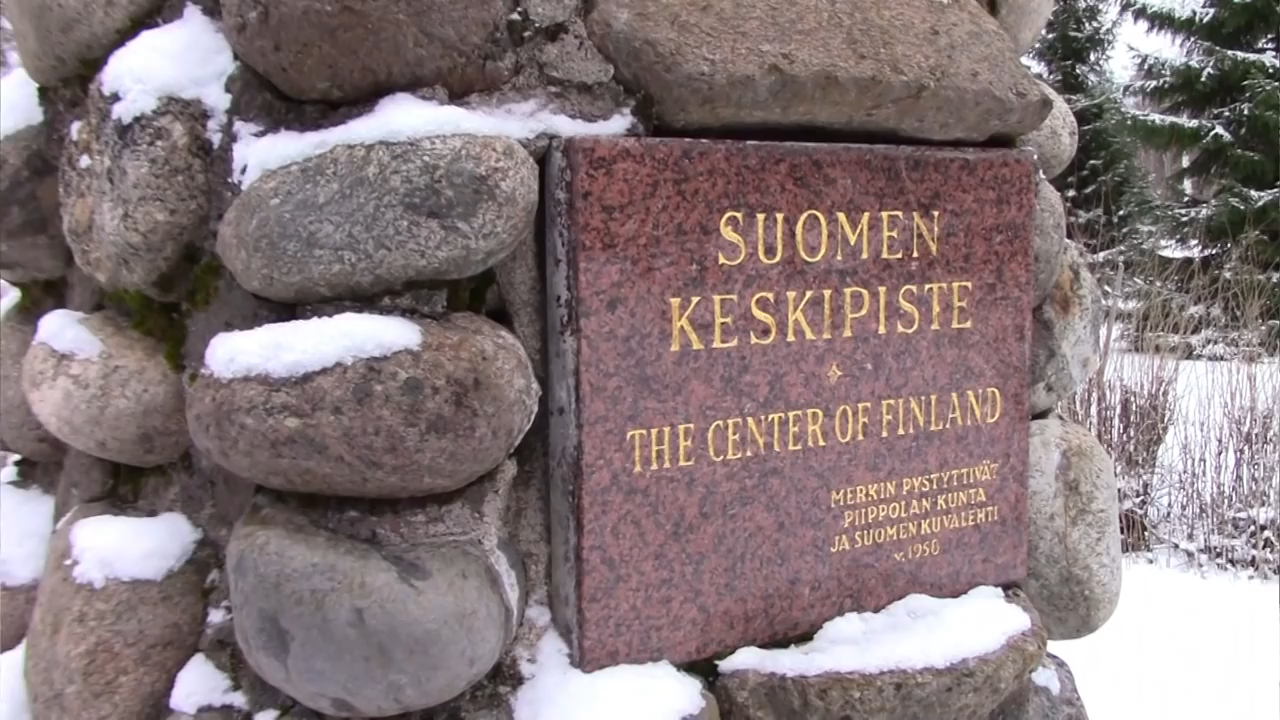 SUOMEN
KESKIPISTE
THE CENTER OF FINLAND
MERKIN PYSTYTTIVÄT
PIIPPOLAN KUNTA
JA SUOMEN KUVALEHTI
v. 1950